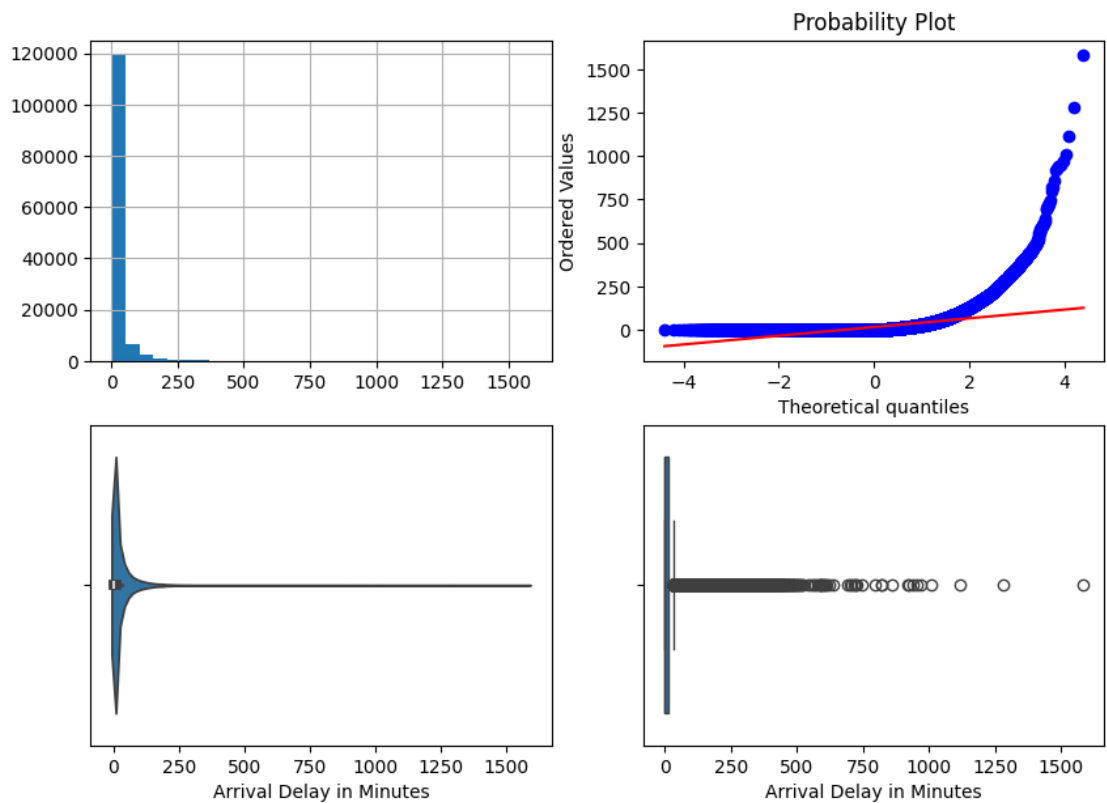 Probability Plot
120000
100000
80000
60000
40000
20000
0
0 250 500 750 1000 1250 1500
Ordered Values
1500
1250
1000
750
500
250
0
−4 −2 0 2 4
Theoretical quantiles
0 250 500 750 1000 1250 1500
Arrival Delay in Minutes
0 250 500 750 1000 1250 1500
Arrival Delay in Minutes